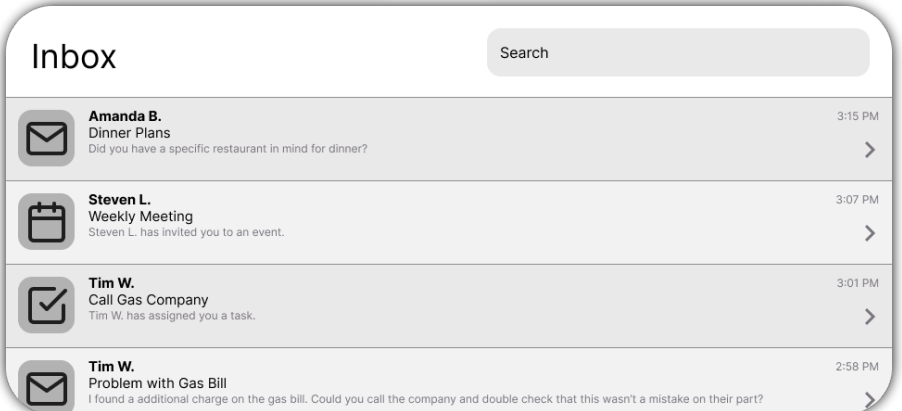 Inbox
Search
Amanda B.
3:15 PM
Dinner Plans
Did you have a specific restaurant in mind for dinner?
Steven L.
3:07 PM
Weekly Meeting
Steven L. has invited you to an event.
Tim W.
3:01 PM
Call Gas Company
Tim W. has assigned you a task.
Tim W.
2:58 PM
Problem with Gas Bill
I found a additional charge on the gas bill. Could you call the company and double check that this wasn't a mistake on their part?